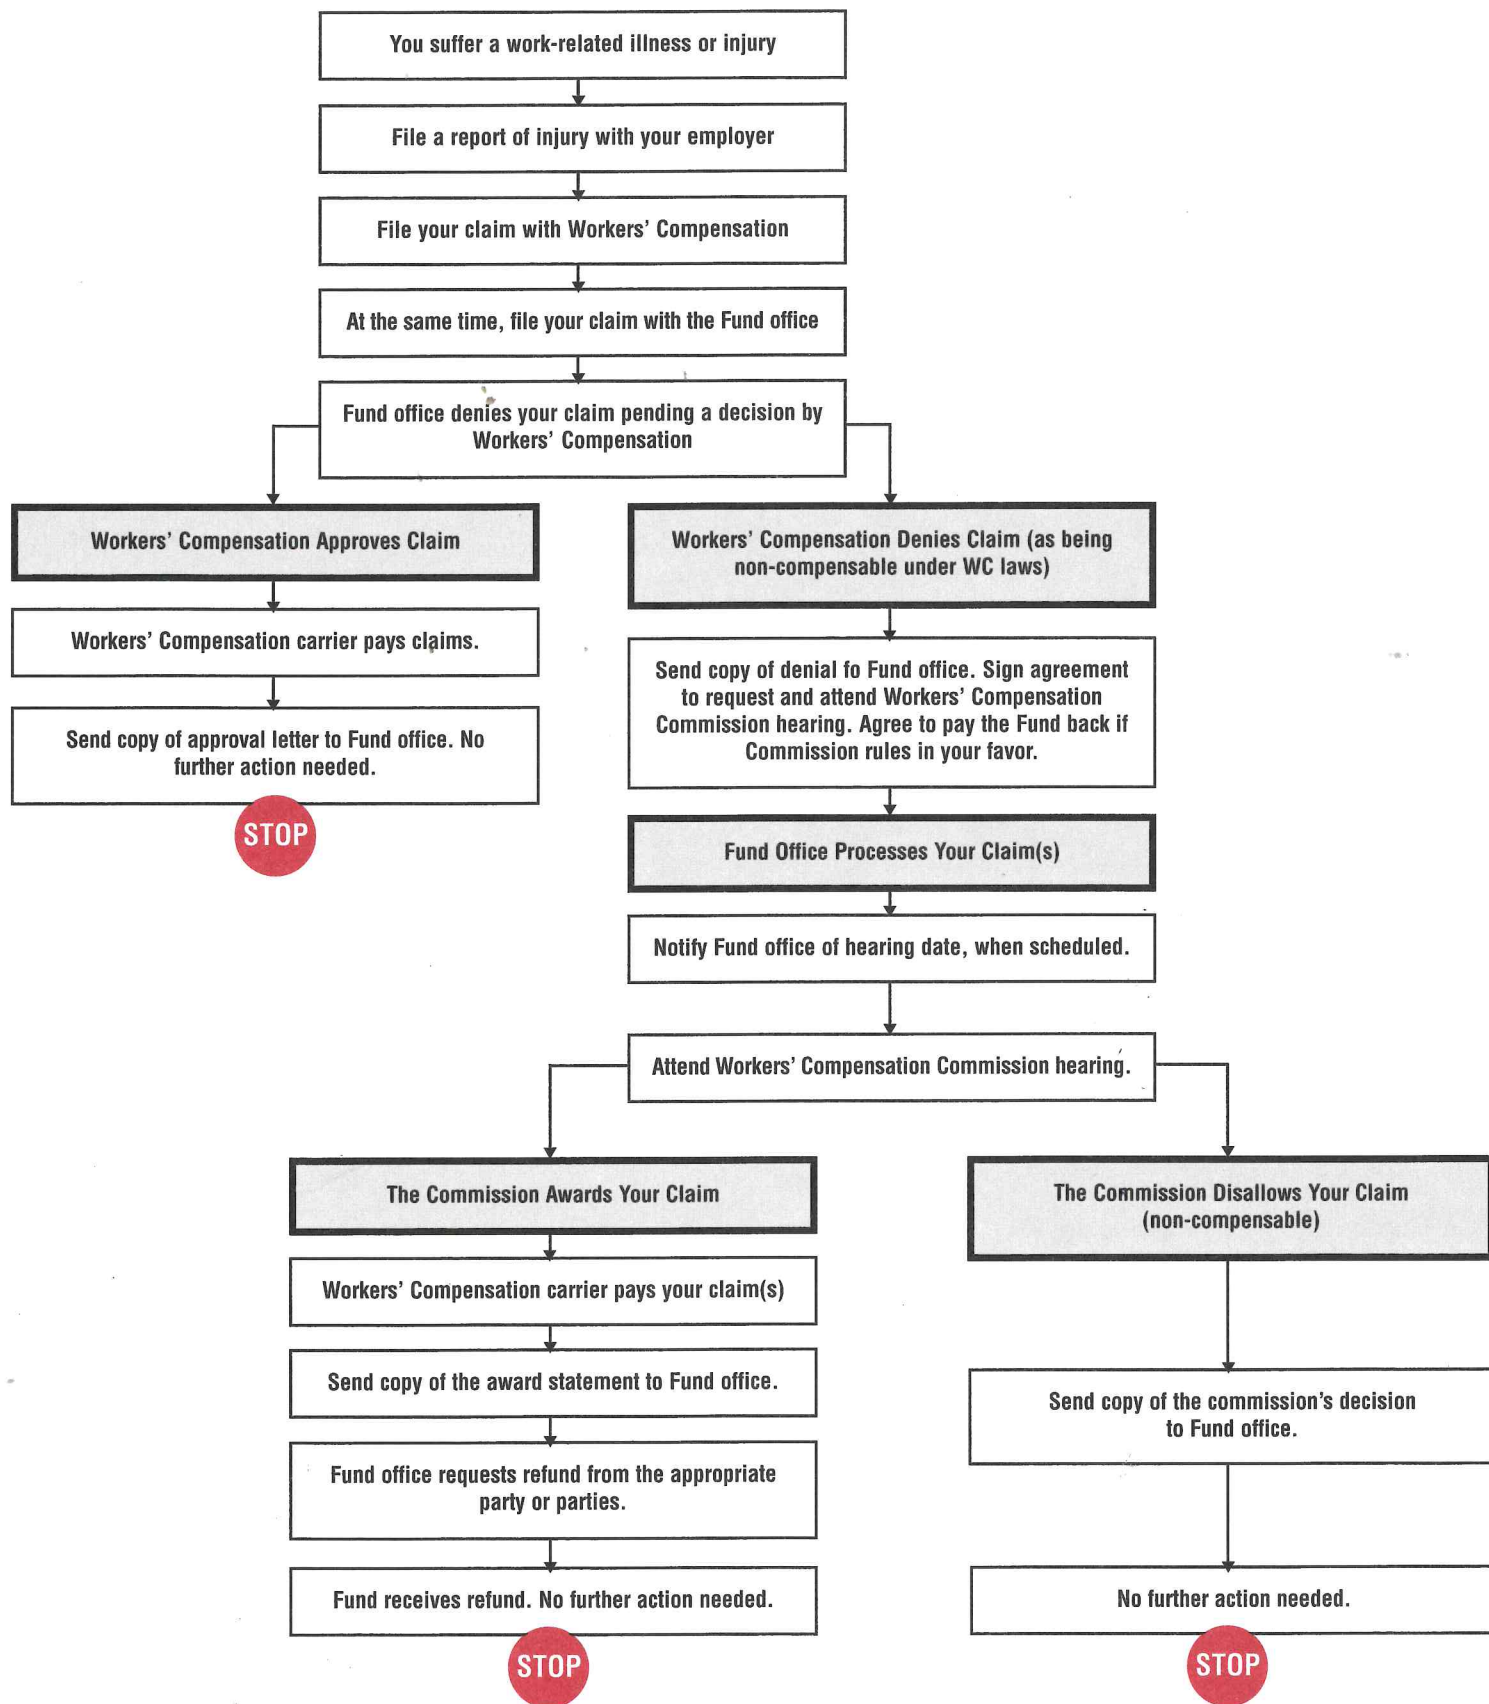 You suffer a work-related illness or injury
File a report of injury with your employer
File your claim with Workers' Compensation
At the same time, file your claim with the Fund office
Fund office denies your claim pending a decision by
Workers' Compensation
Workers' Compensation Approves Claim
Workers' Compensation carrier pays claims.
Send copy of approval letter to Fund office. No
further action needed.
STOP
Workers' Compensation Denies Claim (as being
non-compensable under WC laws)
Send copy of denial fo Fund office. Sign agreement
to request and attend Workers' Compensation
Commission hearing. Agree to pay the Fund back if
Commission rules in your favor.
Fund Office Processes Your Claim(s)
Notify Fund office of hearing date, when scheduled.
Attend Workers' Compensation Commission hearing.
The Commission Awards Your Claim
Workers' Compensation carrier pays your claim(s)
Send copy of the award statement to Fund office.
Fund office requests refund from the appropriate
party or parties.
Fund receives refund. No further action needed.
STOP
The Commission Disallows Your Claim
(non-compensable)
Send copy of the commission's decision
to Fund office.
No further action needed.
STOP